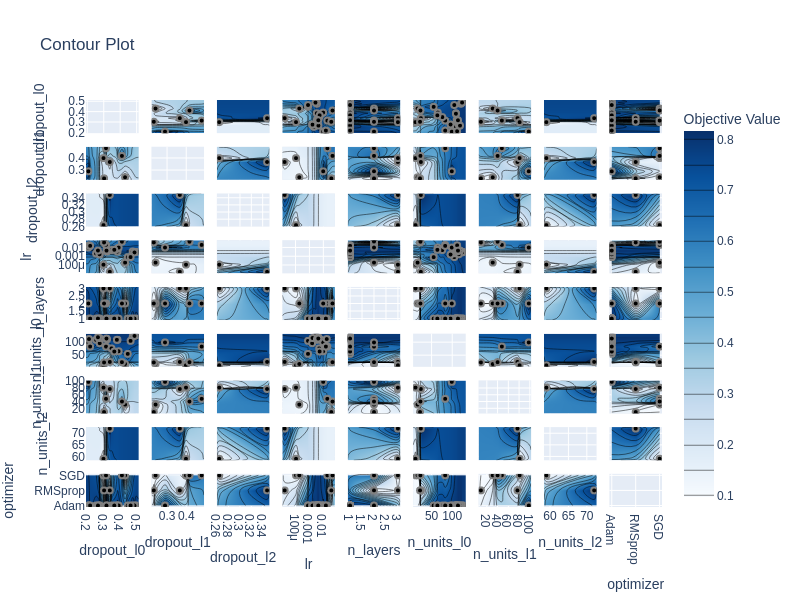 Contour Plot
Objective Value
0.8
0.7
0.6
0.5
0.4
0.3
0.2
0.1
dropout_l0
0.5
0.4
0.3
0.2
dropout_l1
0.4
0.3
dropout_l2
0.34
0.32
0.3
0.28
0.26
lr
0.01
0.001
100μ
n_layers
3
2.5
2
1.5
1
n_units_l0
100
50
n_units_l1
100
80
60
40
20
n_units_l2
70
65
60
optimizer
SGD
RMSprop
Adam
0.2 0.3 0.4 0.5
dropout_l0
0.3 0.4
dropout_l1
0.26 0.28 0.3 0.32 0.34
dropout_l2
100μ 0.001 0.01
lr
1 1.5 2 2.5 3
n_layers
50 100
n_units_l0
20 40 60 80 100
n_units_l1
60 65 70
n_units_l2
Adam RMSprop SGD
optimizer